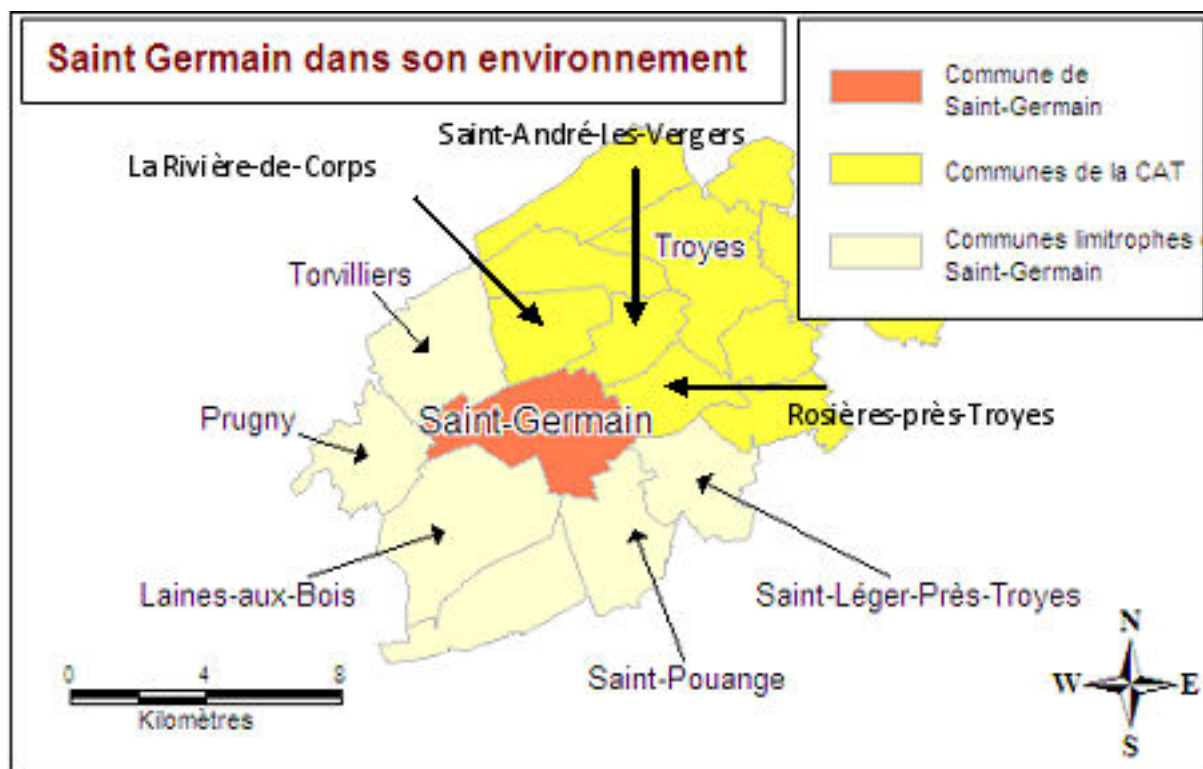 Saint Germain dans son environnement
Commune de
Saint-Germain
Communes de la CAT
Communes limitrophes
Saint-Germain
Saint-André-les-Vergers
La Rivière-de-Corps
Troyes
Torvilliers
Prugny
Saint-Germain
Rosières-près-Troyes
Laines-aux-Bois
Saint-Léger-Près-Troyes
Saint-Pouange
0 4 8
Kilomètres
N
W E
S